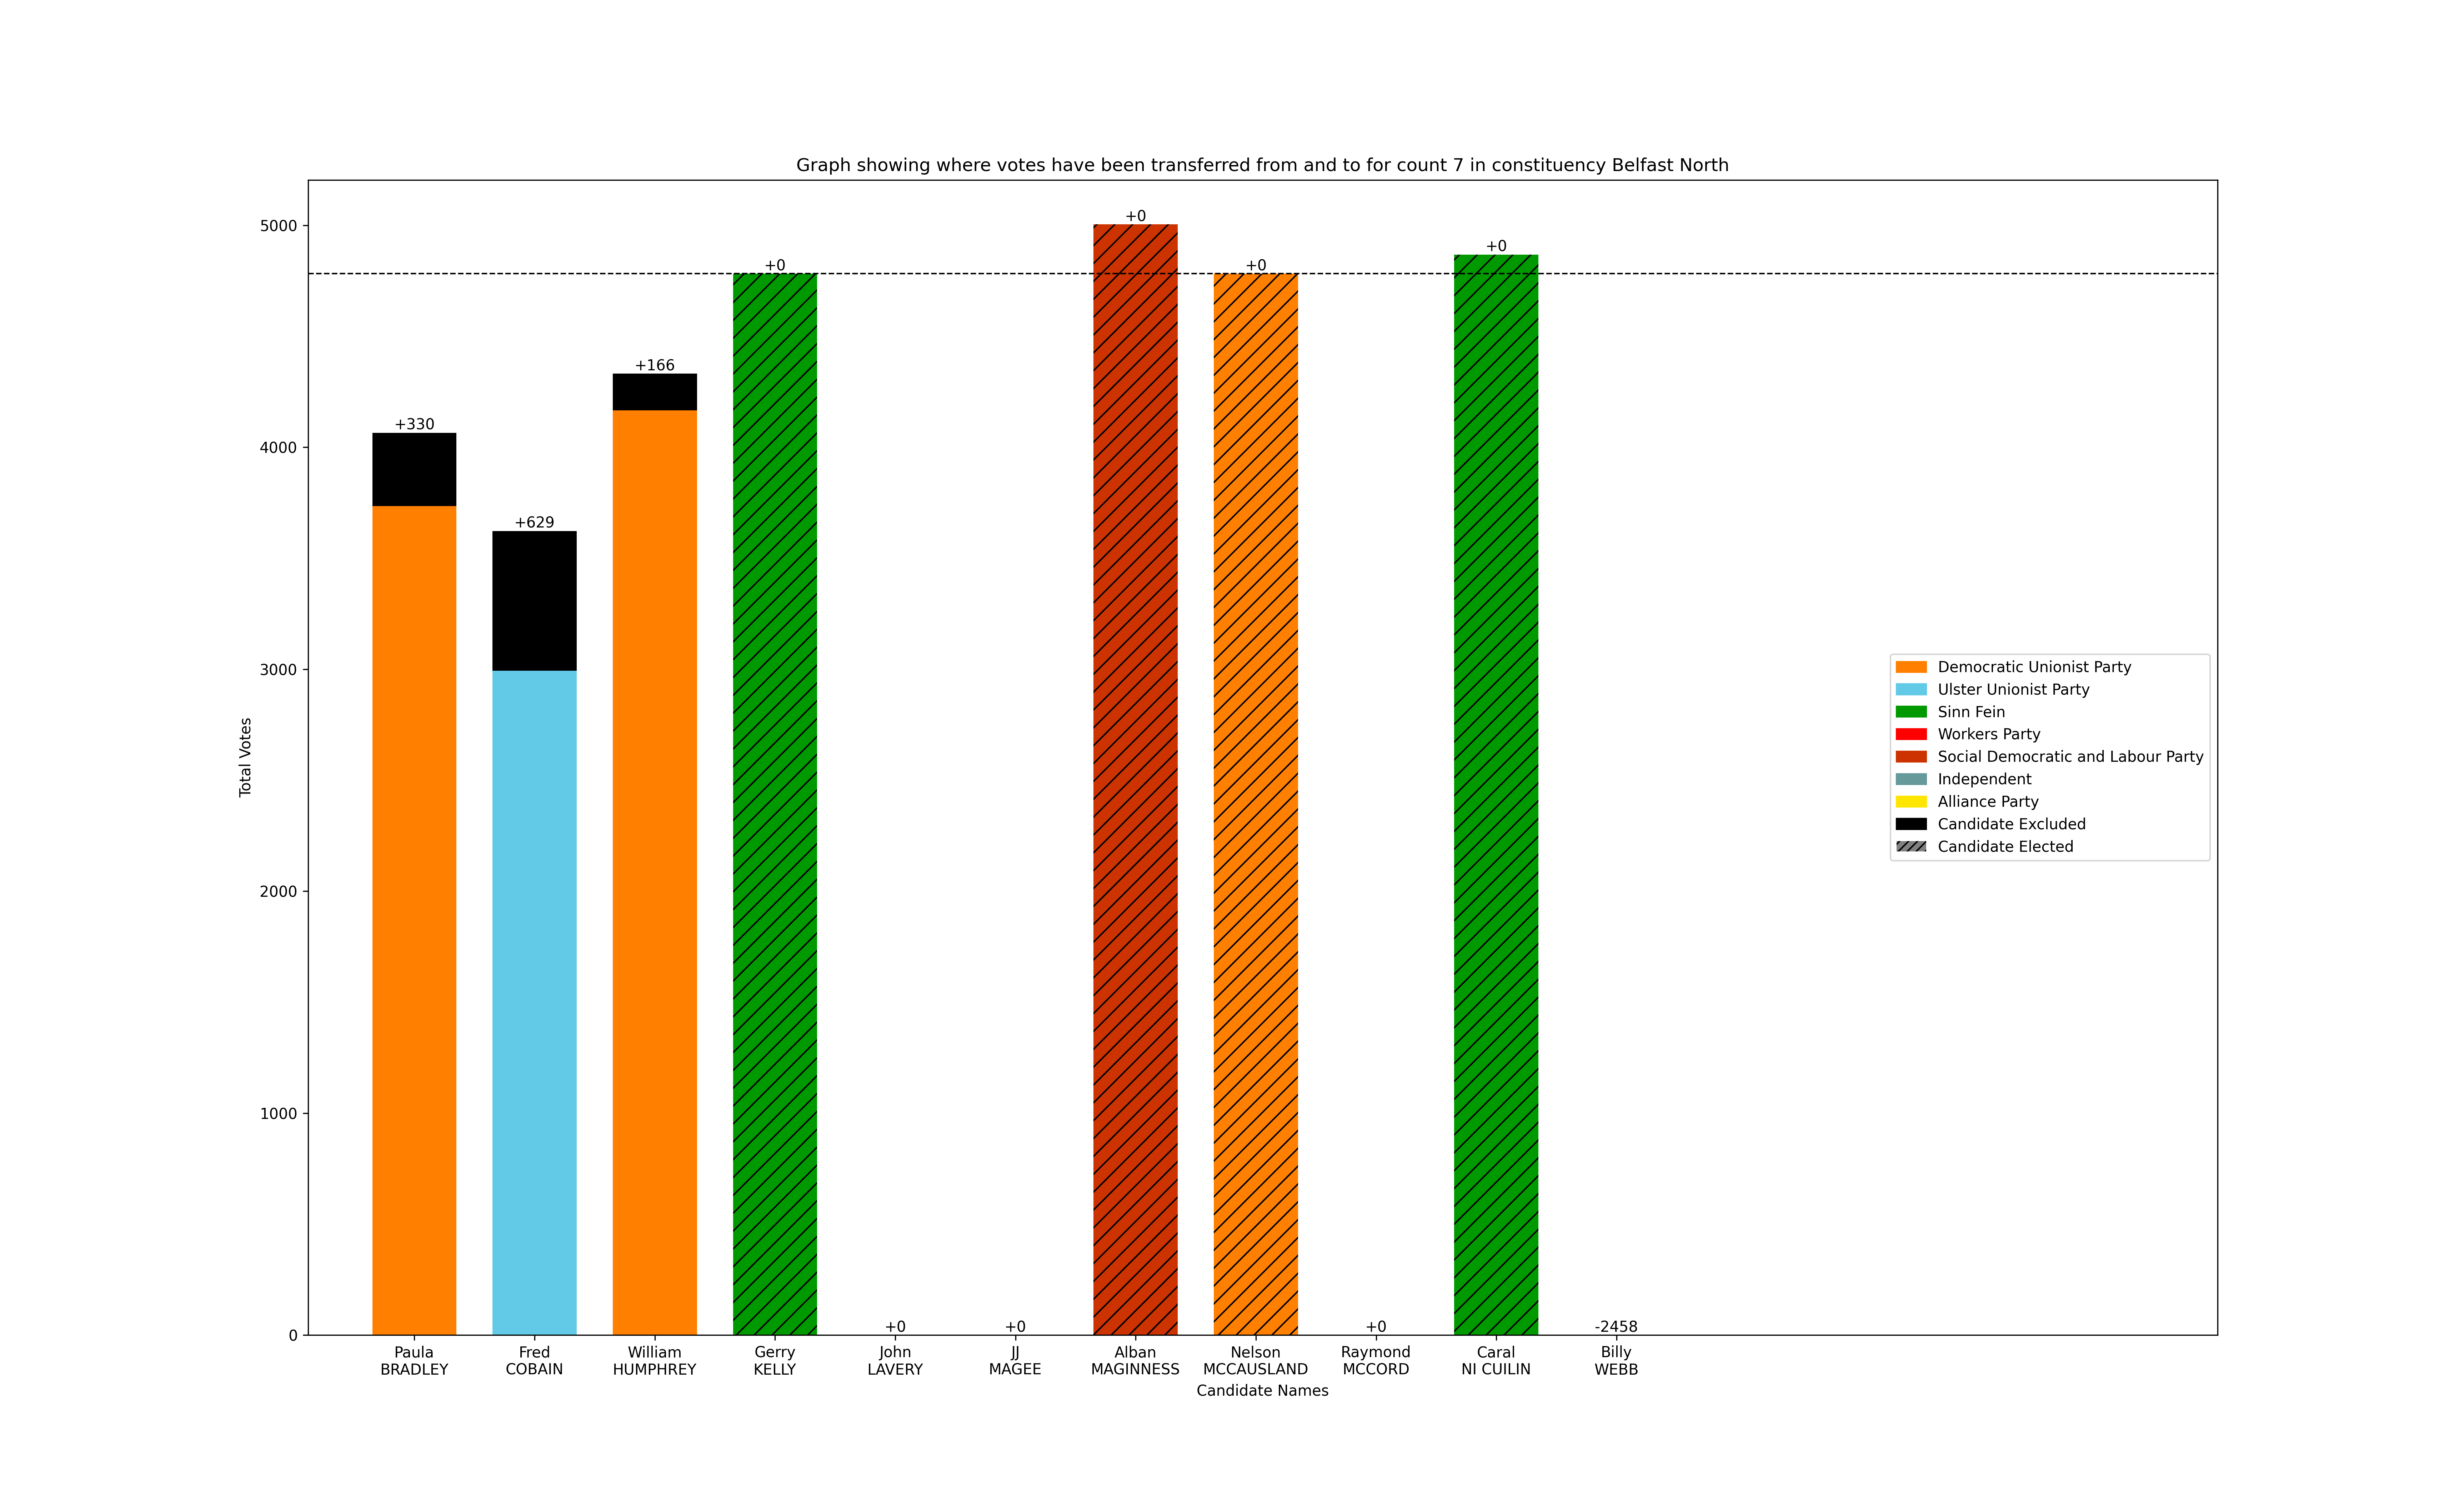 Graph showing where votes have been transferred from and to for count 7 in constituency Belfast North
Total Votes
5000
4000
3000
2000
1000
0
+330
+629
+166
+0
+0
+0
+0
+0
+0
+0
-2458
Paula
BRADLEY
Fred
COBAIN
William
HUMPHREY
Gerry
KELLY
John
LAVERY
JJ
MAGEE
Alban
MAGINNESS
Nelson
MCCAUSLAND
Raymond
MCCORD
Caral
NI CUILIN
Billy
WEBB
Candidate Names
Democratic Unionist Party
Ulster Unionist Party
Sinn Fein
Workers Party
Social Democratic and Labour Party
Independent
Alliance Party
Candidate Excluded
Candidate Elected